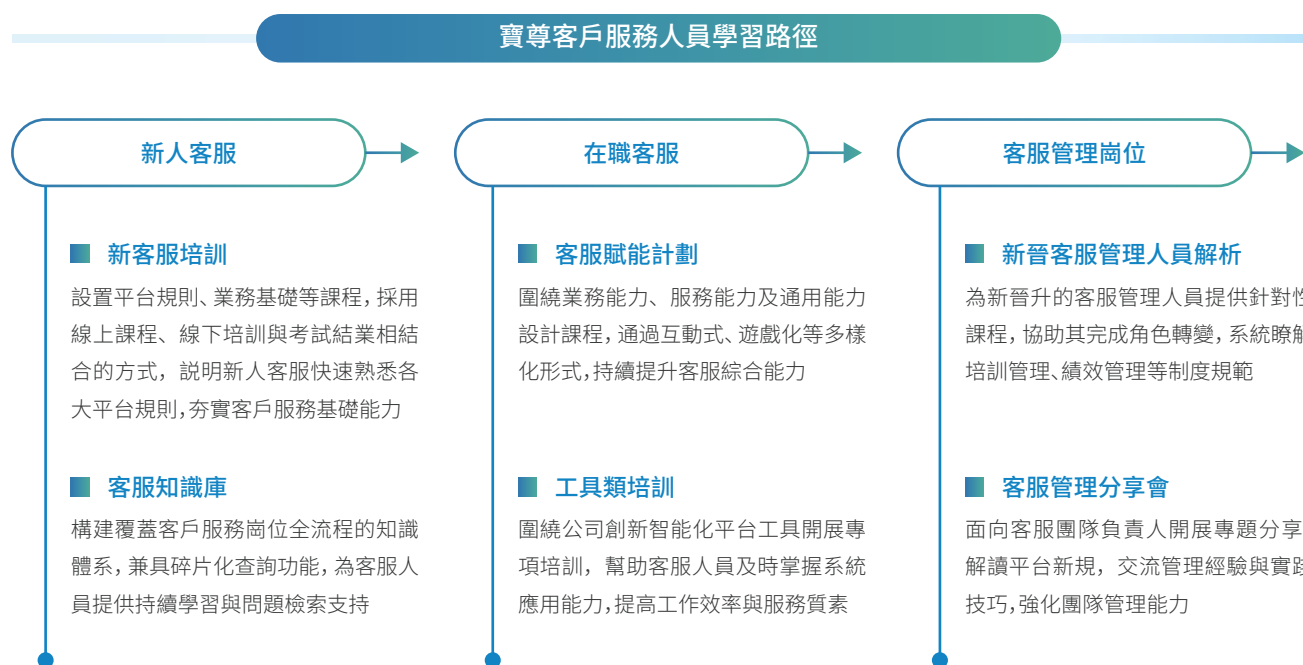 寶尊客戶服務人員學習路徑
新人客服
新客服培訓
設置平台規則、業務基礎等課程，採用
線上課程、線下培訓與考試結業相結
合的方式，說明新人客服快速熟悉各
大平台規則，夯實客戶服務基礎能力
客服知識庫
構建覆蓋客戶服務崗位全流程的知識
體系，兼具碎片化查詢功能，為客服人
員提供持續學習與問題檢索支持
在職客服
客服賦能計劃
圍繞業務能力、服務能力及通用能力
設計課程，通過互動式、遊戲化等多樣
化形式，持續提升客服綜合能力
工具類培訓
圍繞公司創新智能化平台工具開展專
項培訓，幫助客服人員及時掌握系統
應用能力，提高工作效率與服務質素
客服管理崗位
新晉客服管理人員解析
為新晉升的客服管理人員提供針對性
課程，協助其完成角色轉變，系統瞭解
培訓管理、績效管理等制度規範
客服管理分享會
面向客服團隊負責人開展專題分享
解讀平台新規，交流管理經驗與實踐
技巧，強化團隊管理能力